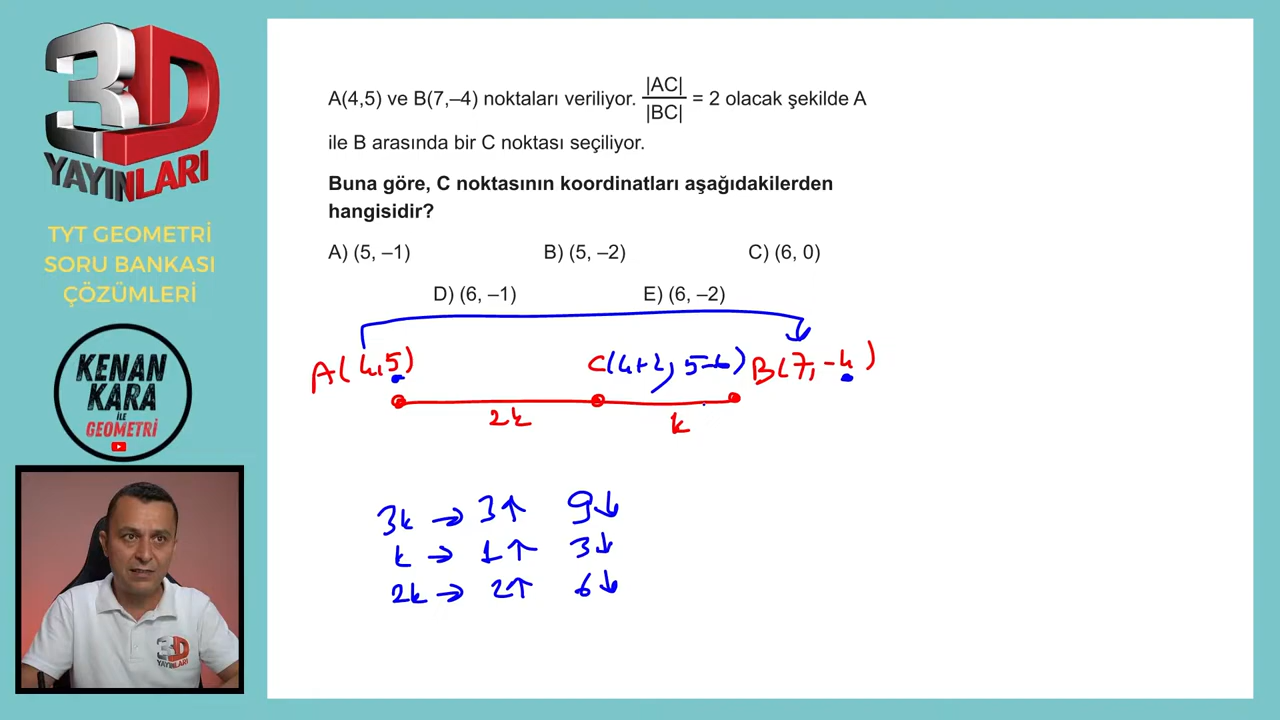 3D
YAYINLARI
TYT GEOMETRİ
SORU BANKASI
ÇÖZÜMLERİ
KENAN
KARA
İLE
GEOMETRİ
3D
YAYINLARI
A(4,5) ve B(7,–4) noktaları veriliyor. |AC| / |BC| = 2 olacak şekilde A
ile B arasında bir C noktası seçiliyor.
Buna göre, C noktasının koordinatları aşağıdakilerden
hangisidir?
A) (5, –1) B) (5, –2) C) (6, 0)
D) (6, –1) E) (6, –2)
A(4,5) C(4+2, 5-6) B(7,-4)
2k k
3k → 3↑ 9↓
k → 1↑ 3↓
2k → 2↑ 6↓